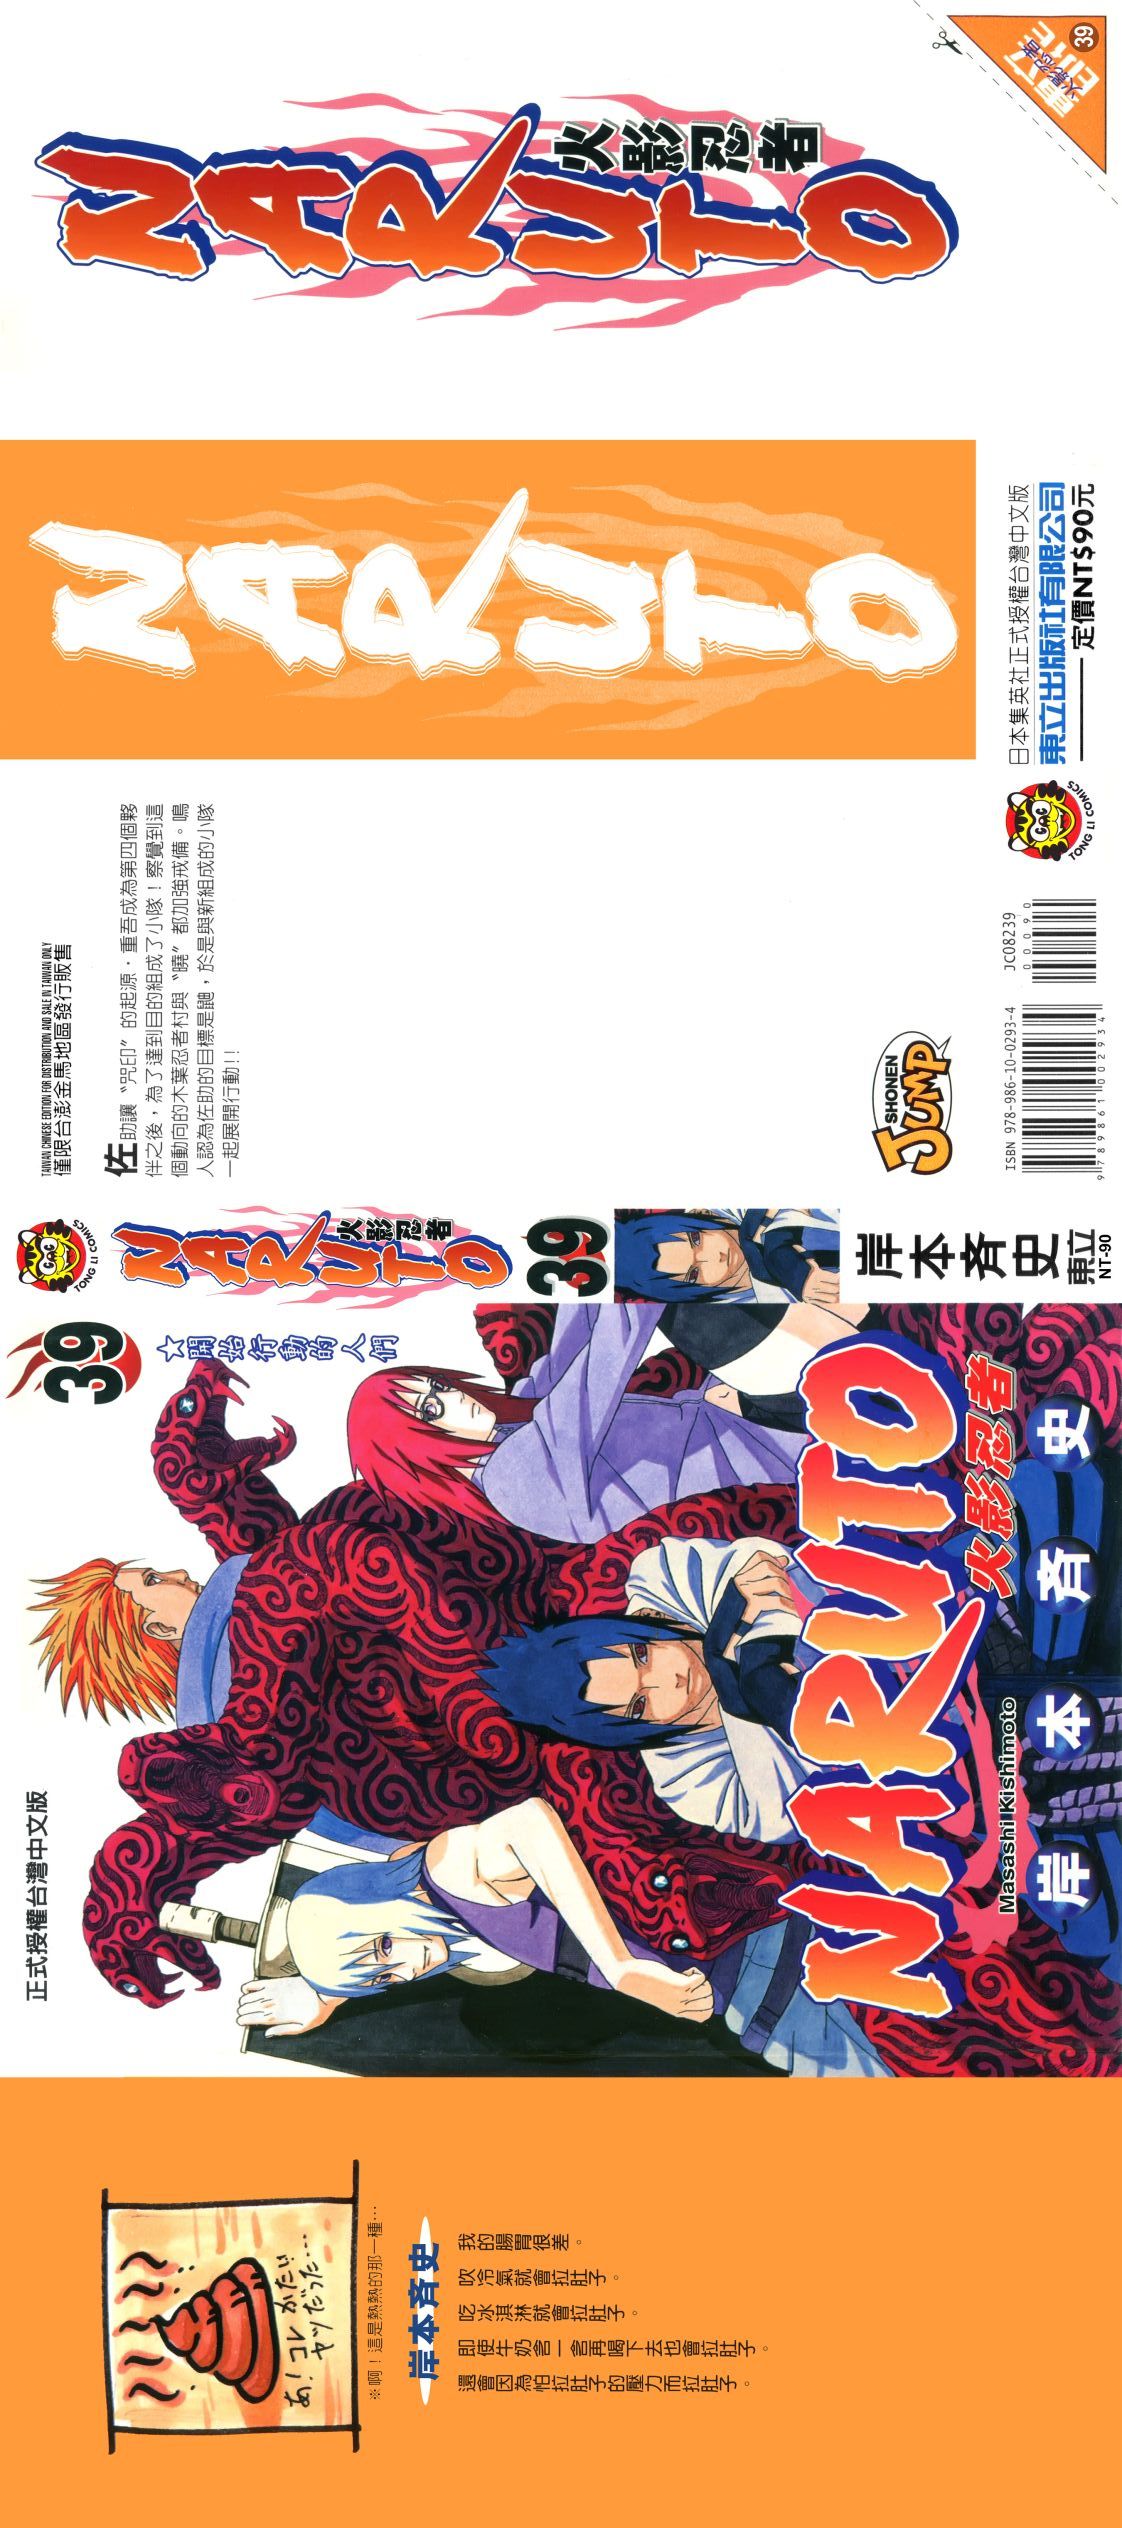 39
東立
火影忍者
NARUTO
火影忍者
NARUTO
日本集英社正式授權台灣中文版
東立出版社有限公司
定價NT$90元
TONG LI COMICS
TAIWAN CHINESE EDITION FOR DISTRIBUTION AND SALE IN TAIWAN ONLY
僅限台澎金馬地區發行販售
佐助讓〝咒印〞的起源‧重吾成為第四個夥
伴之後，為了達到目的組成了小隊！察覺到這
個動向的木葉忍者村與〝曉〞都加強戒備。鳴
人認為佐助的目標是鼬，於是與新組成的小隊
一起展開行動!!
SHONEN
JUMP
JC08239
00090
ISBN 978-986-10-0293-4
9789861002934
TONG LI COMICS
NARUTO
火影忍者
39
岸本斉史
東立
NT-90
39
☆開始行動的人們
正式授權台灣中文版
NARUTO
火影忍者
Masashi Kishimoto
岸本斉史
あ！コレ かたい
ヤツだった…
※啊！這是熱熱的那一種…
岸本斉史
我的腸胃很差。
吹冷氣就會拉肚子。
吃冰淇淋就會拉肚子。
即使牛奶含一含再喝下去也會拉肚子。
還會因為怕拉肚子的壓力而拉肚子。